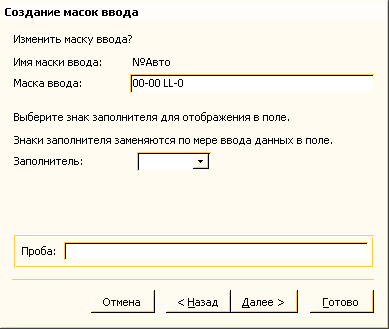 Создание масок ввода
Изменить маску ввода?
Имя маски ввода: №Авто
Маска ввода: 00-00 LL-0
Выберите знак заполнителя для отображения в поле.
Знаки заполнителя заменяются по мере ввода данных в поле.
Заполнитель:
Проба:
Отмена < Назад Далее > Готово